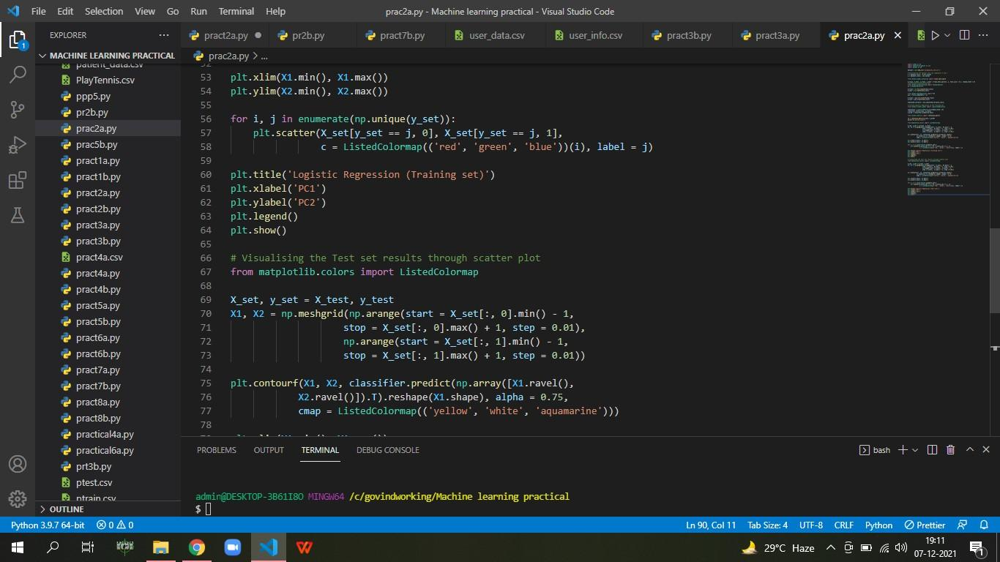 File Edit Selection View Go Run Terminal Help prac2a.py - Machine learning practical - Visual Studio Code
EXPLORER
pract2a.py pr2b.py pract7b.py user_data.csv user_info.csv pract3b.py pract3a.py prac2a.py
MACHINE LEARNING PRACTICAL
prac2a.py > ...
patient_data.csv
PlayTennis.csv
ppp5.py
pr2b.py
prac2a.py
prac5b.py
pract1a.py
pract1b.py
pract2a.py
pract2b.py
pract3a.py
pract3b.py
pract4a.csv
pract4a.py
pract4b.py
pract5a.py
pract5b.py
pract6a.py
pract6b.py
pract7a.py
pract7b.py
pract8a.py
pract8b.py
practical4a.py
practical6a.py
prt3b.py
ptest.csv
ptrain.csv
OUTLINE
52
53 plt.xlim(X1.min(), X1.max())
54 plt.ylim(X2.min(), X2.max())
55
56 for i, j in enumerate(np.unique(y_set)):
57 plt.scatter(X_set[y_set == j, 0], X_set[y_set == j, 1],
58 c = ListedColormap(('red', 'green', 'blue'))(i), label = j)
59
60 plt.title('Logistic Regression (Training set)')
61 plt.xlabel('PC1')
62 plt.ylabel('PC2')
63 plt.legend()
64 plt.show()
65
66 # Visualising the Test set results through scatter plot
67 from matplotlib.colors import ListedColormap
68
69 X_set, y_set = X_test, y_test
70 X1, X2 = np.meshgrid(np.arange(start = X_set[:, 0].min() - 1,
71 stop = X_set[:, 0].max() + 1, step = 0.01),
72 np.arange(start = X_set[:, 1].min() - 1,
73 stop = X_set[:, 1].max() + 1, step = 0.01))
74
75 plt.contourf(X1, X2, classifier.predict(np.array([X1.ravel(),
76 X2.ravel()]).T).reshape(X1.shape), alpha = 0.75,
77 cmap = ListedColormap(('yellow', 'white', 'aquamarine')))
78
PROBLEMS OUTPUT TERMINAL DEBUG CONSOLE bash
admin@DESKTOP-3B61I8O MINGW64 /c/govindworking/Machine learning practical
$
Python 3.9.7 64-bit 0 0 Ln 90, Col 11 Tab Size: 4 UTF-8 CRLF Python Prettier
29°C Haze 19:11
07-12-2021
1
1